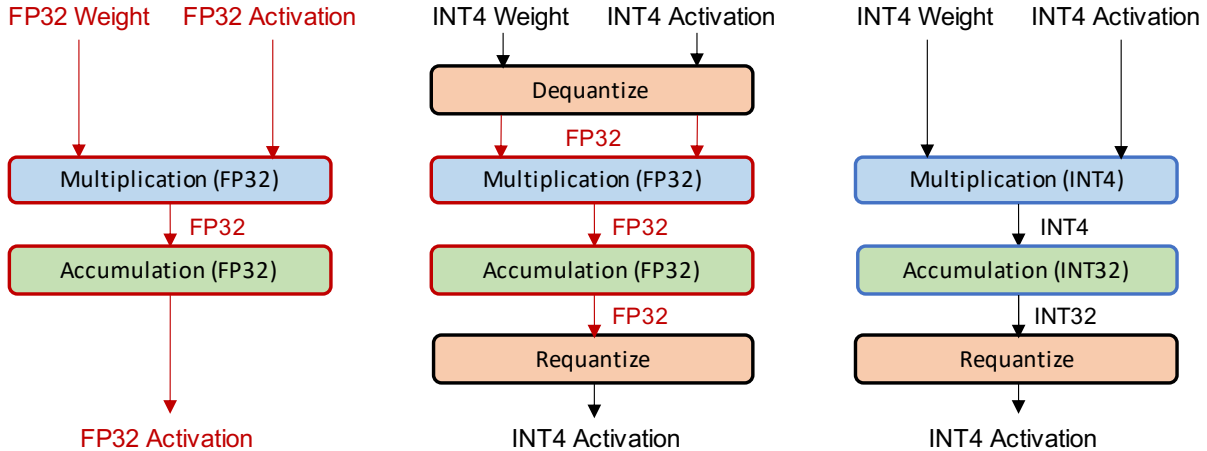 FP32 Weight FP32 Activation
Multiplication (FP32)
FP32
Accumulation (FP32)
FP32 Activation
INT4 Weight INT4 Activation
Dequantize
FP32
Multiplication (FP32)
FP32
Accumulation (FP32)
FP32
Requantize
INT4 Activation
INT4 Weight INT4 Activation
Multiplication (INT4)
INT4
Accumulation (INT32)
INT32
Requantize
INT4 Activation